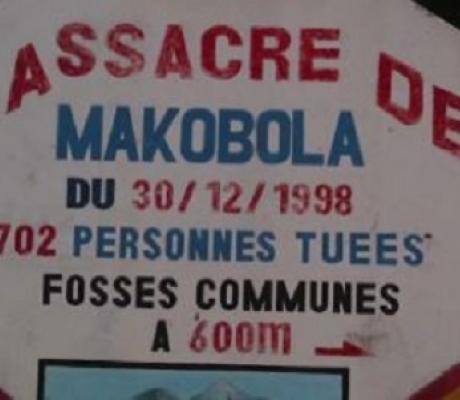 ASSACRE DE
MAKOBOLA
DU 30/12/1998
702 PERSONNES TUEES
FOSSES COMMUNES
A 600m